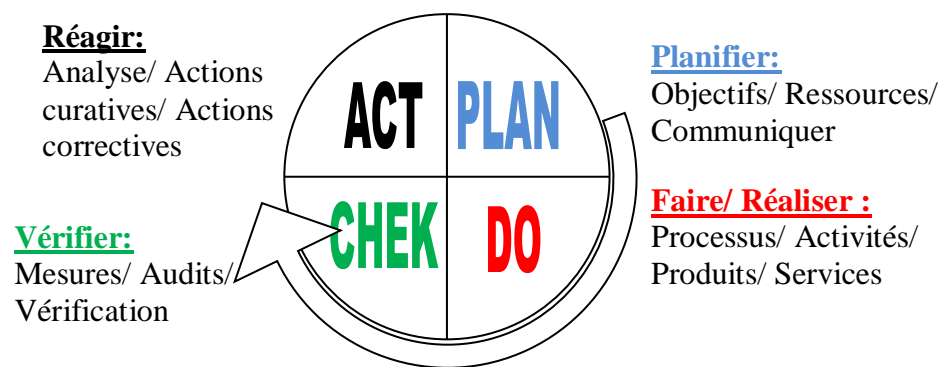 Réagir:
Analyse/ Actions
curatives/ Actions
correctives
ACT
PLAN
Planifier:
Objectifs/ Ressources/
Communiquer
Vérifier:
Mesures/ Audits/
Vérification
CHEK
DO
Faire/ Réaliser :
Processus/ Activités/
Produits/ Services